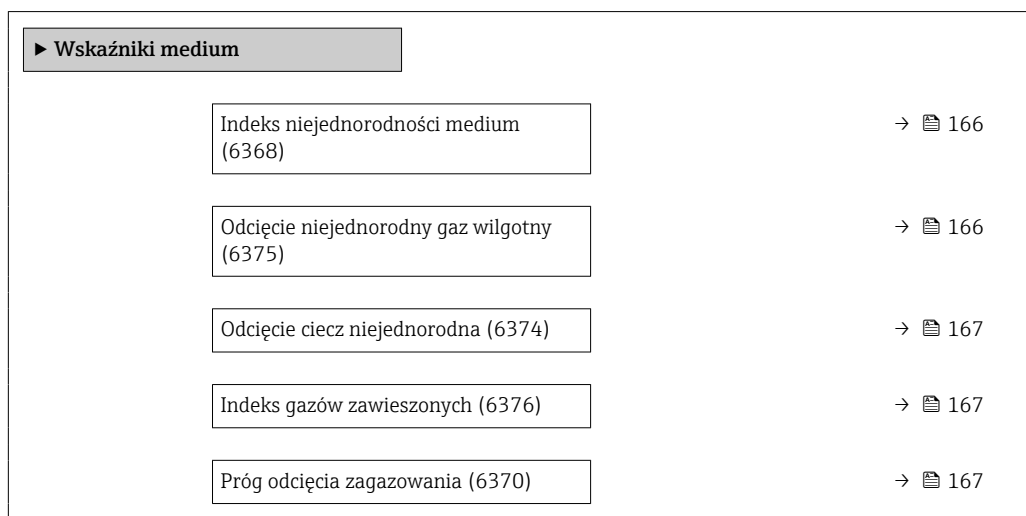 ▶ Wskaźniki medium
Indeks niejednorodności medium
(6368)
→ 166
Odcięcie niejednorodny gaz wilgotny
(6375)
→ 166
Odcięcie ciecz niejednorodna (6374)
→ 167
Indeks gazów zawieszonych (6376)
→ 167
Próg odcięcia zagazowania (6370)
→ 167